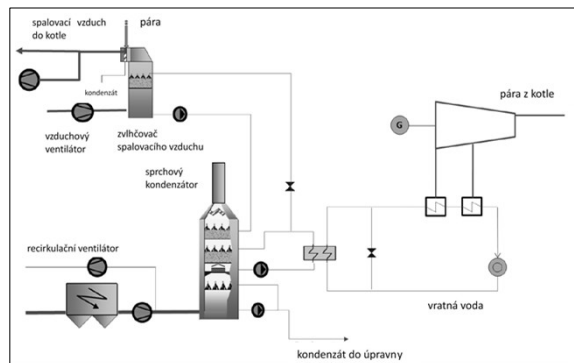 spalovací vzduch
do kotle
pára
kondenzát
vzduchový
ventilátor
zvlhčovač
spalovacího vzduchu
sprchový
kondenzátor
recirkulační ventilátor
pára z kotle
G
vratná voda
kondenzát do úpravny